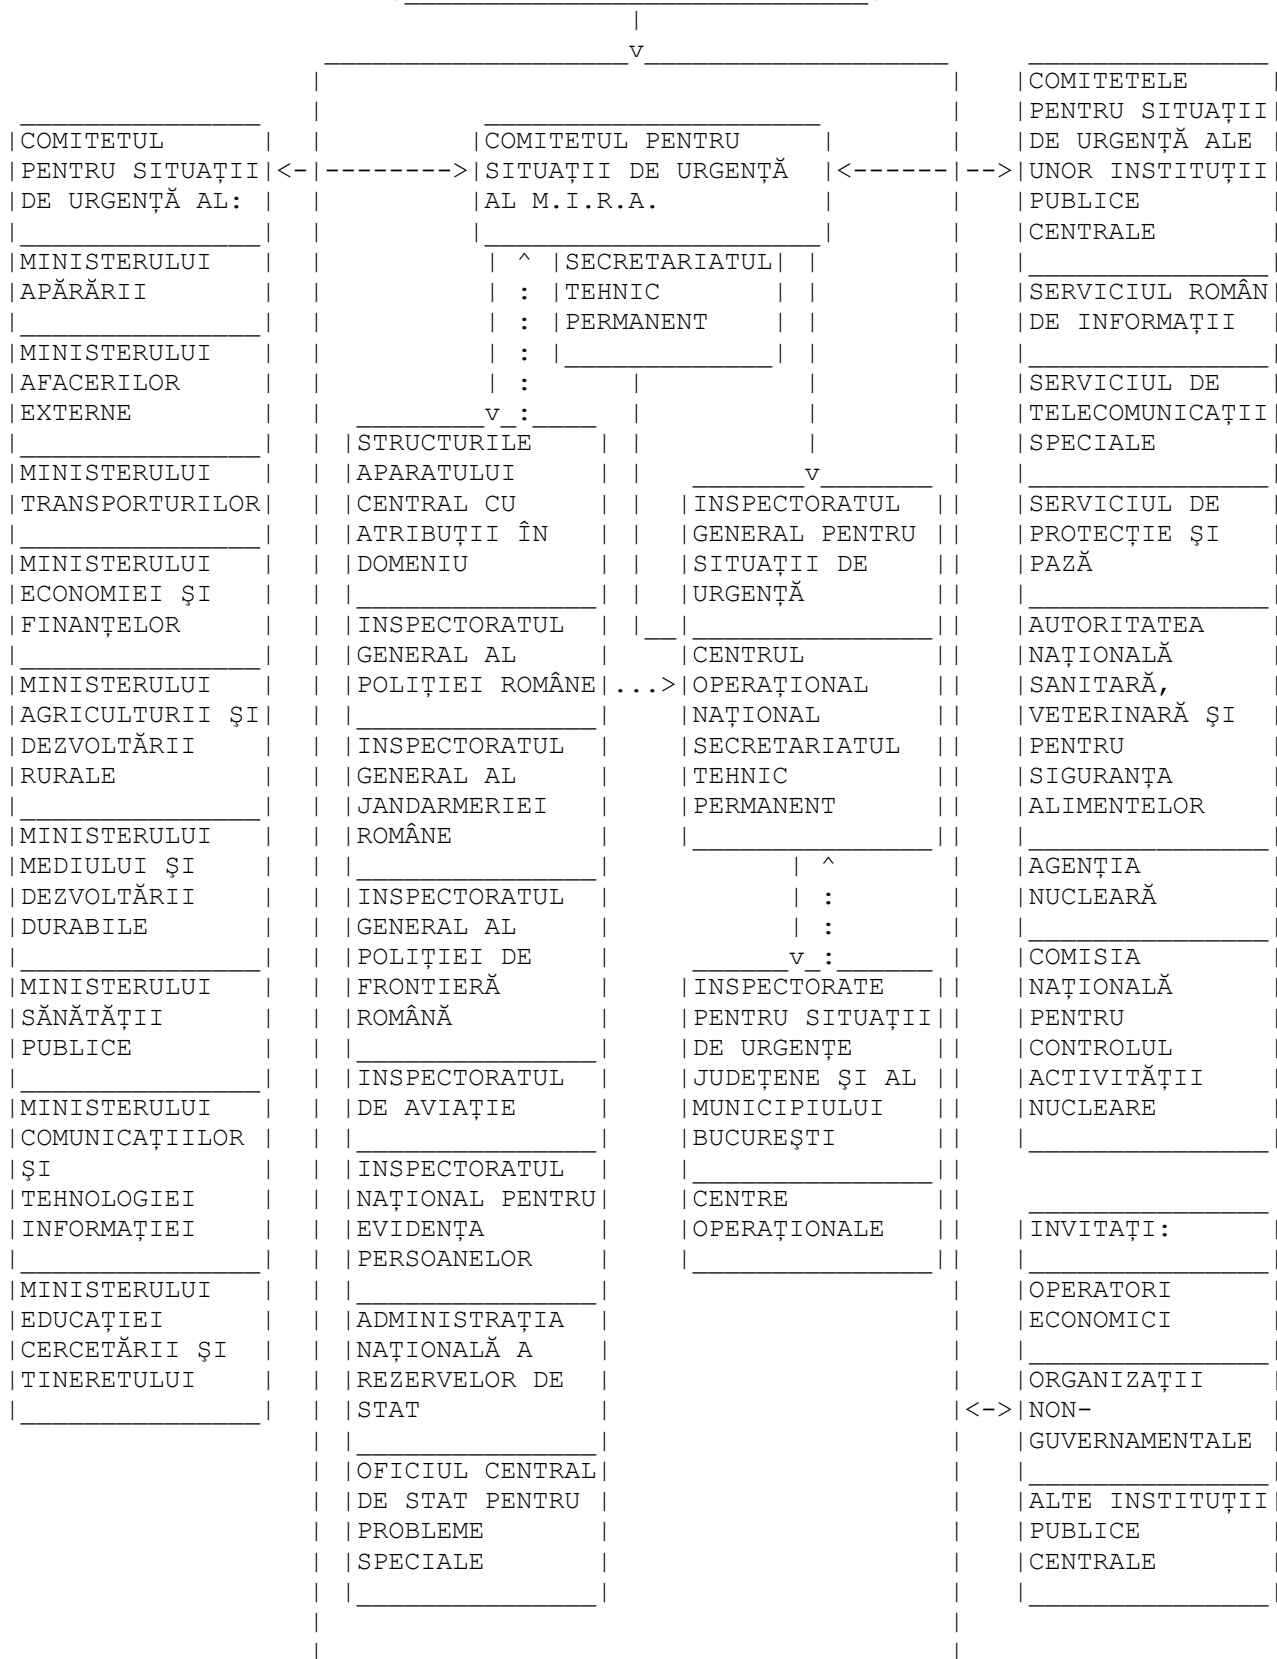 COMITETUL
PENTRU SITUAȚII
DE URGENȚĂ AL:
MINISTERULUI
APĂRĂRII
MINISTERULUI
AFACERILOR
EXTERNE
MINISTERULUI
TRANSPORTURILOR
MINISTERULUI
ECONOMIEI ŞI
FINANȚELOR
MINISTERULUI
AGRICULTURII ŞI
DEZVOLTĂRII
RURALE
MINISTERULUI
MEDIULUI ŞI
DEZVOLTĂRII
DURABILE
MINISTERULUI
SĂNĂTĂȚII
PUBLICE
MINISTERULUI
COMUNICAȚIILOR
ŞI
TEHNOLOGIEI
INFORMAȚIEI
MINISTERULUI
EDUCAȚIEI
CERCETĂRII ŞI
TINERETULUI
COMITETUL PENTRU
SITUAȚII DE URGENȚĂ
AL M.I.R.A.
SECRETARIATUL
TEHNIC
PERMANENT
STRUCTURILE
APARATULUI
CENTRAL CU
ATRIBUȚII ÎN
DOMENIU
INSPECTORATUL
GENERAL AL
POLIȚIEI ROMÂNE
INSPECTORATUL
GENERAL AL
JANDARMERIEI
ROMÂNE
INSPECTORATUL
GENERAL AL
POLIȚIEI DE
FRONTIERĂ
ROMÂNĂ
INSPECTORATUL
DE AVIAȚIE
INSPECTORATUL
NAȚIONAL PENTRU
EVIDENȚA
PERSOANELOR
ADMINISTRAȚIA
NAȚIONALĂ A
REZERVELOR DE
STAT
OFICIUL CENTRAL
DE STAT PENTRU
PROBLEME
SPECIALE
INSPECTORATUL
GENERAL PENTRU
SITUAȚII DE
URGENȚĂ
CENTRUL
OPERAȚIONAL
NAȚIONAL
SECRETARIATUL
TEHNIC
PERMANENT
INSPECTORATE
PENTRU SITUAȚII
DE URGENȚE
JUDEȚENE ŞI AL
MUNICIPIULUI
BUCUREŞTI
CENTRE
OPERAȚIONALE
COMITETELE
PENTRU SITUAȚII
DE URGENȚĂ ALE
UNOR INSTITUȚII
PUBLICE
CENTRALE
SERVICIUL ROMÂN
DE INFORMAȚII
SERVICIUL DE
TELECOMUNICAȚII
SPECIALE
SERVICIUL DE
PROTECȚIE ŞI
PAZĂ
AUTORITATEA
NAȚIONALĂ
SANITARĂ,
VETERINARĂ ŞI
PENTRU
SIGURANȚA
ALIMENTELOR
AGENȚIA
NUCLEARĂ
COMISIA
NAȚIONALĂ
PENTRU
CONTROLUL
ACTIVITĂȚII
NUCLEARE
INVITAȚI:
OPERATORI
ECONOMICI
ORGANIZAȚII
NON-
GUVERNAMENTALE
ALTE INSTITUȚII
PUBLICE
CENTRALE